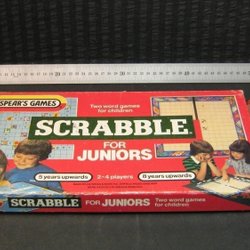 SPEAR'S GAMES
Two word games
for children
SCRABBLE®
FOR
JUNIORS
5 years upwards
2-4 players
8 years upwards
SCRABBLE FOR JUNIORS
Two word games
for children